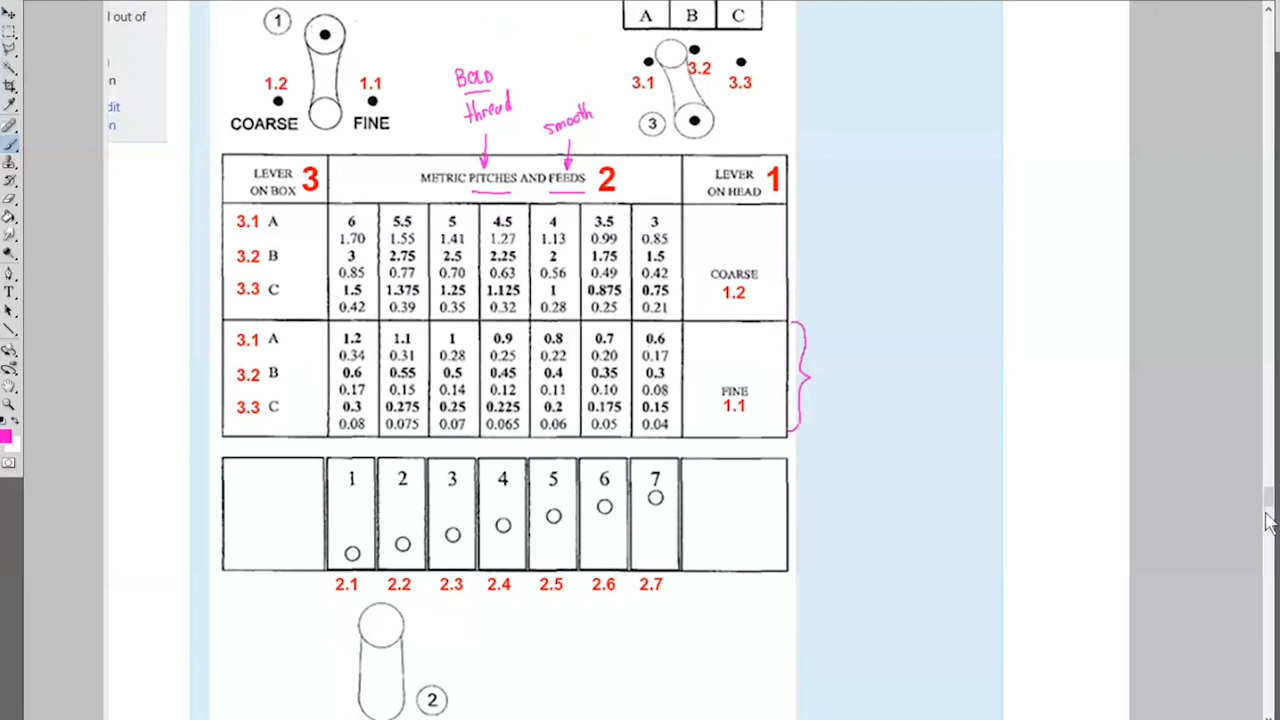 l out of
on
dit
on
1
A B C
1.2 1.1
COARSE FINE
BOLD
thread
smooth
3.1 3.2 3.3
3
LEVER ON BOX 3 METRIC PITCHES AND FEEDS 2 LEVER ON HEAD 1
3.1 A 6 5.5 5 4.5 4 3.5 3
1.70 1.55 1.41 1.27 1.13 0.99 0.85
3.2 B 3 2.75 2.5 2.25 2 1.75 1.5
0.85 0.77 0.70 0.63 0.56 0.49 0.42 COARSE
3.3 C 1.5 1.375 1.25 1.125 1 0.875 0.75 1.2
0.42 0.39 0.35 0.32 0.28 0.25 0.21
3.1 A 1.2 1.1 1 0.9 0.8 0.7 0.6
0.34 0.31 0.28 0.25 0.22 0.20 0.17
3.2 B 0.6 0.55 0.5 0.45 0.4 0.35 0.3
0.17 0.15 0.14 0.12 0.11 0.10 0.08 FINE
3.3 C 0.3 0.275 0.25 0.225 0.2 0.175 0.15 1.1
0.08 0.075 0.07 0.065 0.06 0.05 0.04
1 2 3 4 5 6 7
2.1 2.2 2.3 2.4 2.5 2.6 2.7
2